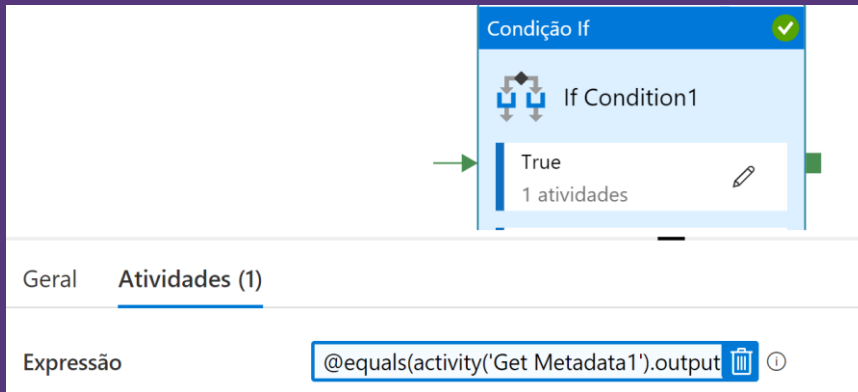 Condição If
If Condition1
True
1 atividades
Geral Atividades (1)
Expressão @equals(activity('Get Metadata1').output